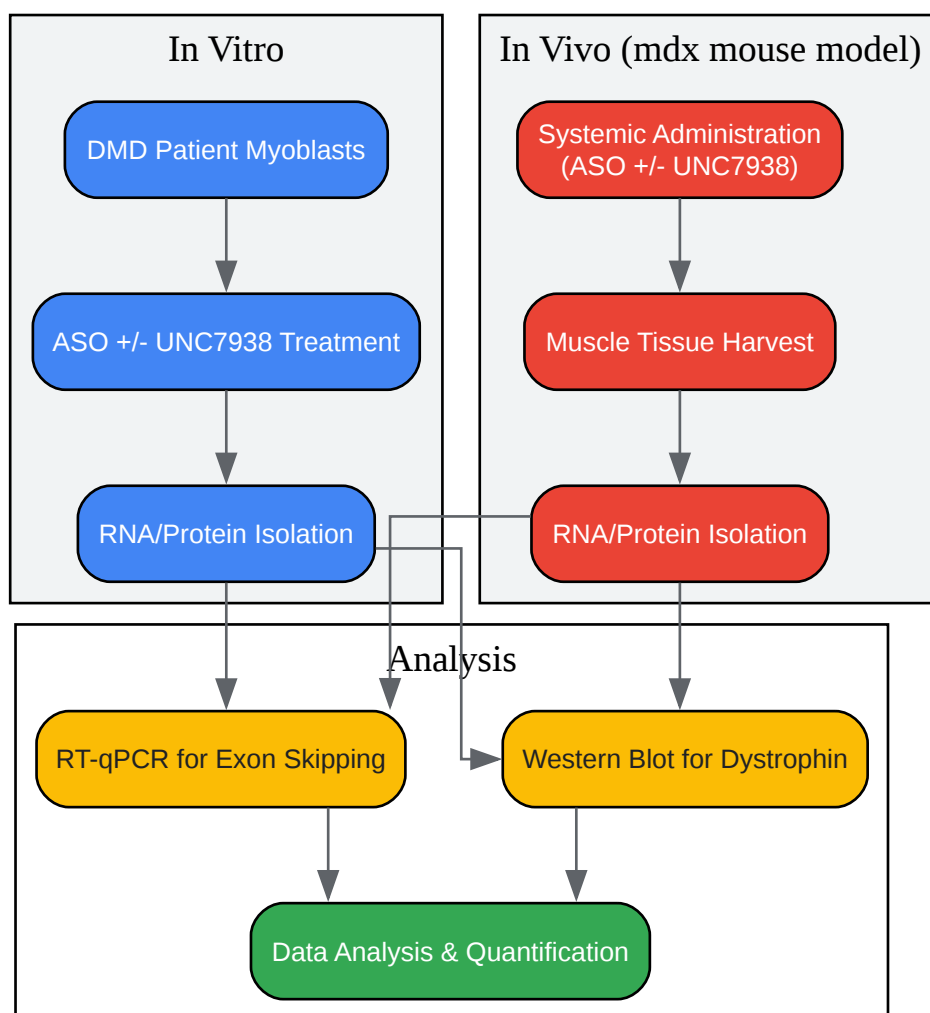 In Vitro
DMD Patient Myoblasts
ASO +/- UNC7938 Treatment
RNA/Protein Isolation
In Vivo (mdx mouse model)
Systemic Administration
(ASO +/- UNC7938)
Muscle Tissue Harvest
RNA/Protein Isolation
Analysis
RT-qPCR for Exon Skipping
Western Blot for Dystrophin
Data Analysis & Quantification